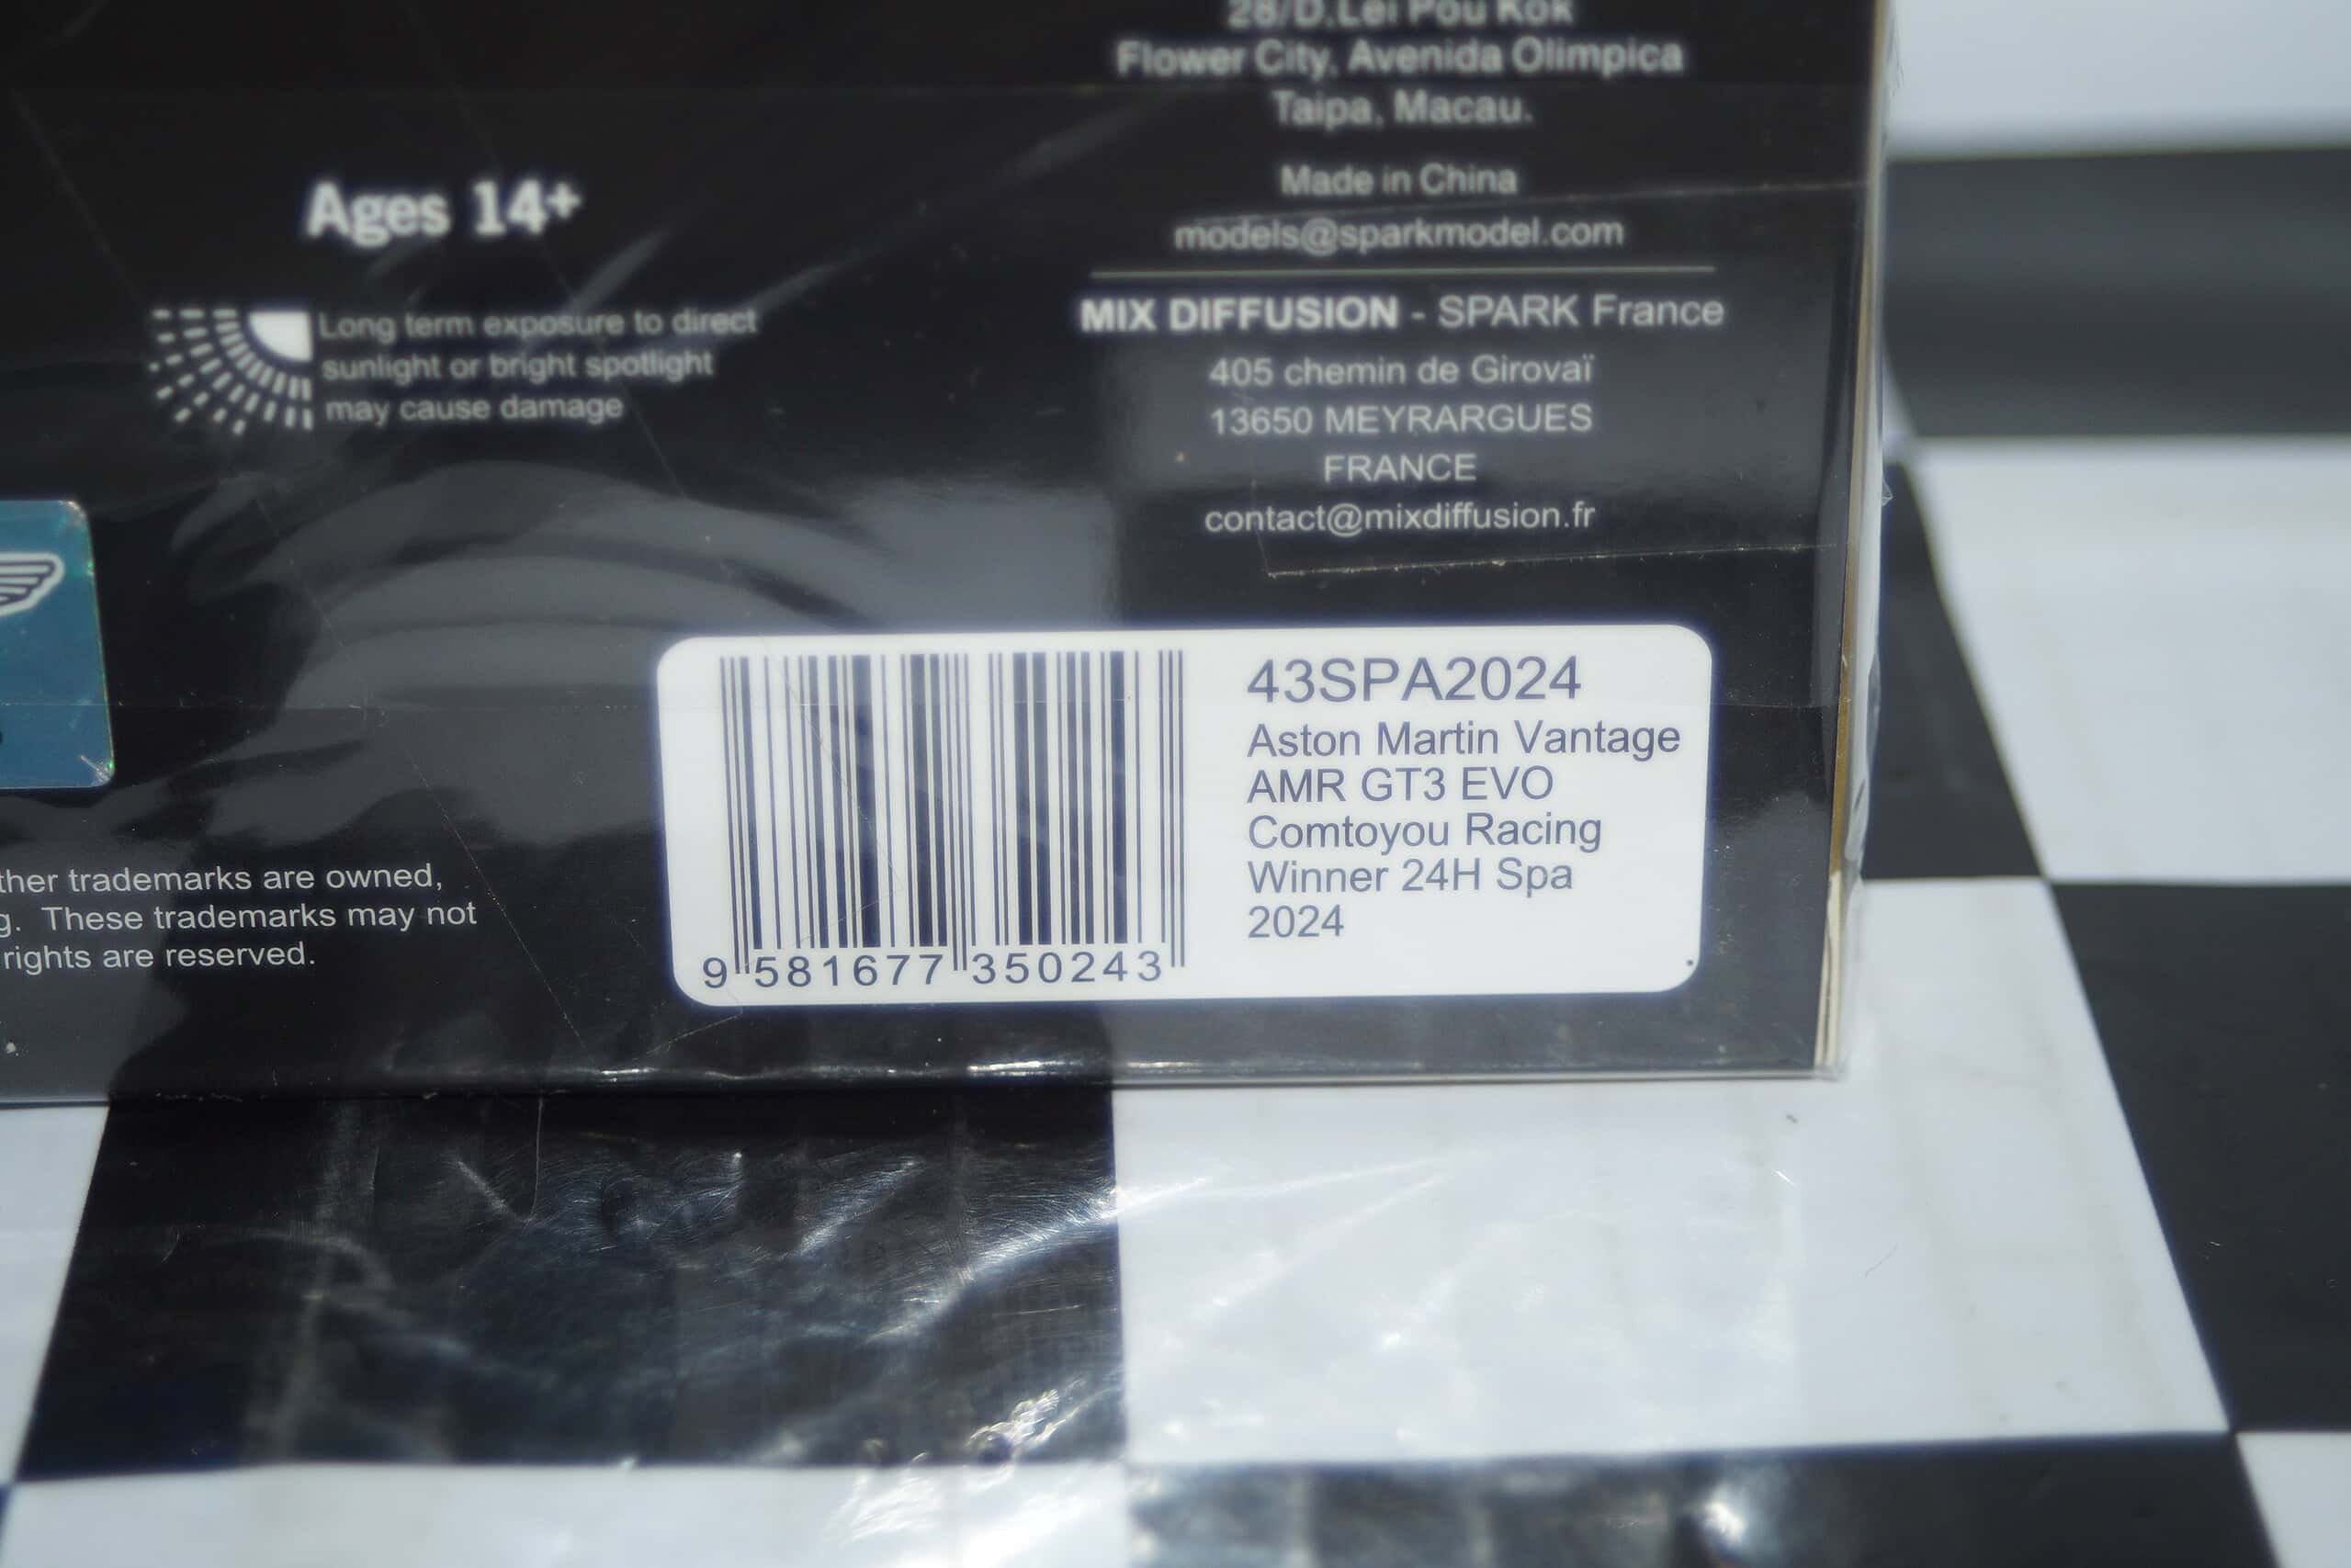 28/D.Lei Pou Kok
Flower City, Avenida Olimpica
Taipa, Macau.
Made in China
models@sparkmodel.com
MIX DIFFUSION - SPARK France
405 chemin de Girovaï
13650 MEYRARGUES
FRANCE
contact@mixdiffusion.fr
Ages 14+
Long term exposure to direct
sunlight or bright spotlight
may cause damage
ther trademarks are owned,
g. These trademarks may not
rights are reserved.
43SPA2024
Aston Martin Vantage
AMR GT3 EVO
Comtoyou Racing
Winner 24H Spa
2024
9 581677 350243